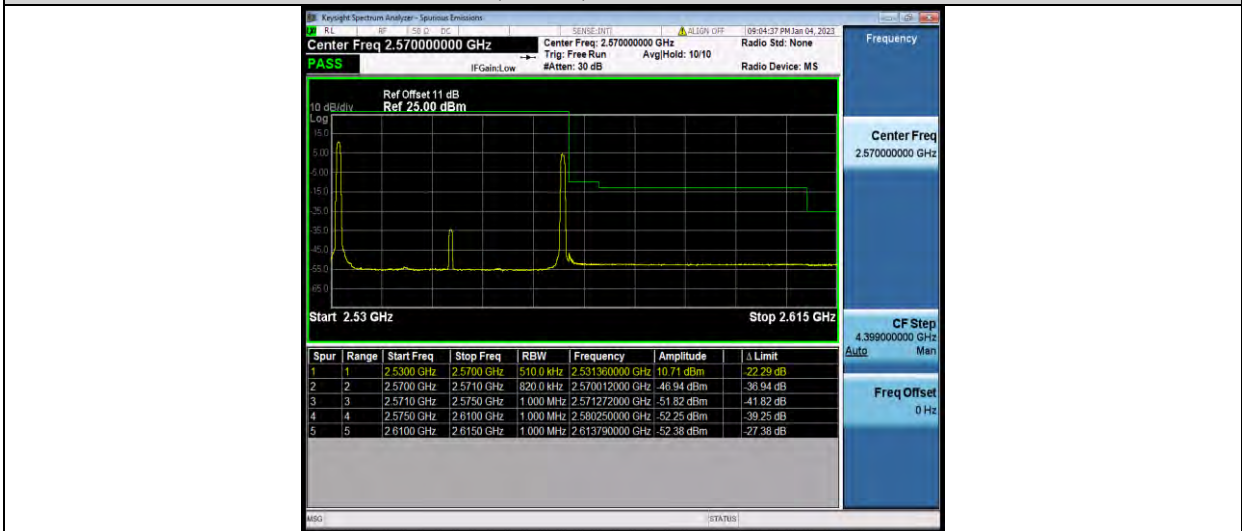 Keysight Spectrum Analyzer - Spurious Emissions
RL RF 50 Ω DC SENSE:INT ALIGN OFF 09:04:37 PM Jan 04, 2023
Center Freq 2.570000000 GHz Center Freq: 2.570000000 GHz Radio Std: None
Trig: Free Run Avg|Hold: 10/10
PASS IFGain:Low #Atten: 30 dB Radio Device: MS
Ref Offset 11 dB
10 dB/div Ref 25.00 dBm
Log
15.0
5.00
-5.00
-15.0
-25.0
-35.0
-45.0
-55.0
-65.0
Start 2.53 GHz Stop 2.615 GHz
Spur Range Start Freq Stop Freq RBW Frequency Amplitude Δ Limit
1 1 2.5300 GHz 2.5700 GHz 510.0 kHz 2.531360000 GHz 10.71 dBm -22.29 dB
2 2 2.5700 GHz 2.5710 GHz 820.0 kHz 2.570012000 GHz -46.94 dBm -36.94 dB
3 3 2.5710 GHz 2.5750 GHz 1.000 MHz 2.571272000 GHz -51.82 dBm -41.82 dB
4 4 2.5750 GHz 2.6100 GHz 1.000 MHz 2.580250000 GHz -52.25 dBm -39.25 dB
5 5 2.6100 GHz 2.6150 GHz 1.000 MHz 2.613790000 GHz -52.38 dBm -27.38 dB
MSG STATUS
Frequency
Center Freq
2.570000000 GHz
CF Step
4.399000000 GHz
Auto Man
Freq Offset
0 Hz